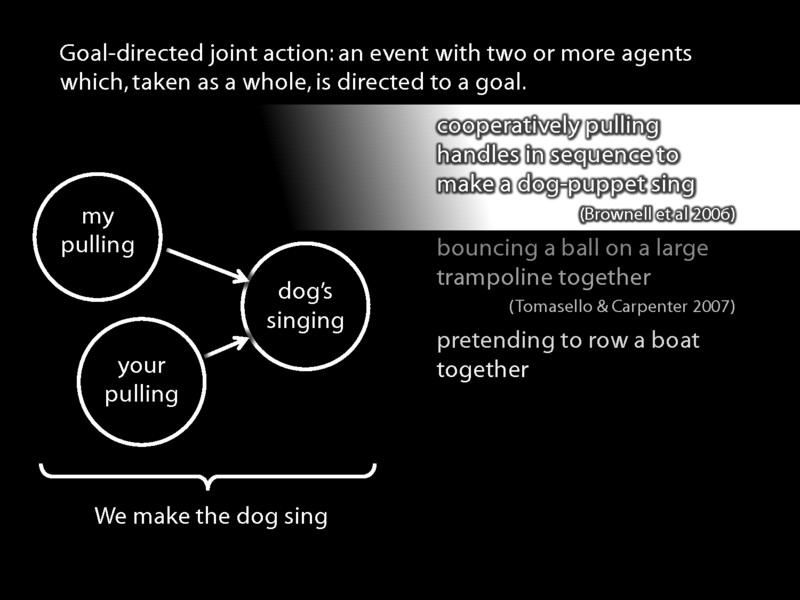 Goal-directed joint action: an event with two or more agents
which, taken as a whole, is directed to a goal.
cooperatively pulling
handles in sequence to
make a dog-puppet sing
(Brownell et al 2006)
bouncing a ball on a large
trampoline together
(Tomasello & Carpenter 2007)
pretending to row a boat
together
my
pulling
dog's
singing
your
pulling
We make the dog sing